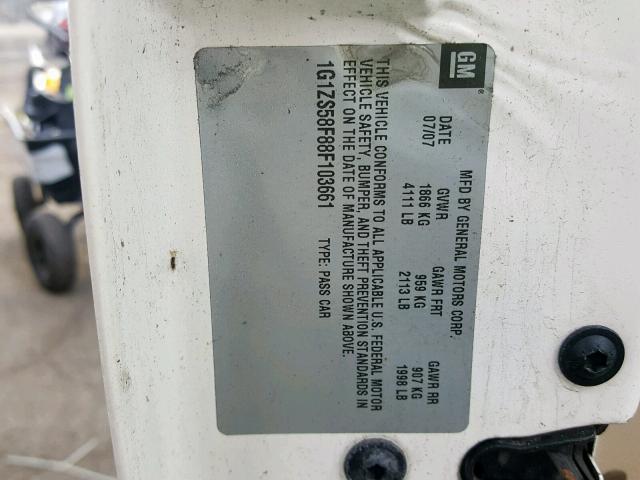 GM
®
MFD BY GENERAL MOTORS CORP.
DATE GVWR GAWR FRT GAWR RR
07/07 1866 KG 959 KG 907 KG
4111 LB 2113 LB 1998 LB
THIS VEHICLE CONFORMS TO ALL APPLICABLE U.S. FEDERAL MOTOR
VEHICLE SAFETY, BUMPER, AND THEFT PREVENTION STANDARDS IN
EFFECT ON THE DATE OF MANUFACTURE SHOWN ABOVE.
1G1ZS58F88F103661 TYPE: PASS CAR